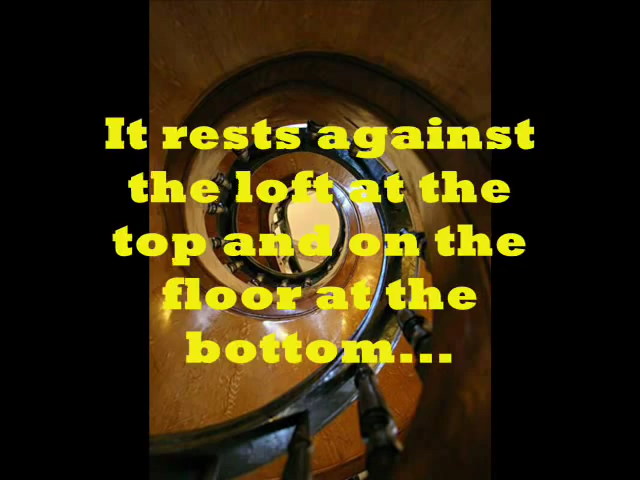 It rests against
the loft at the
top and on the
floor at the
bottom...